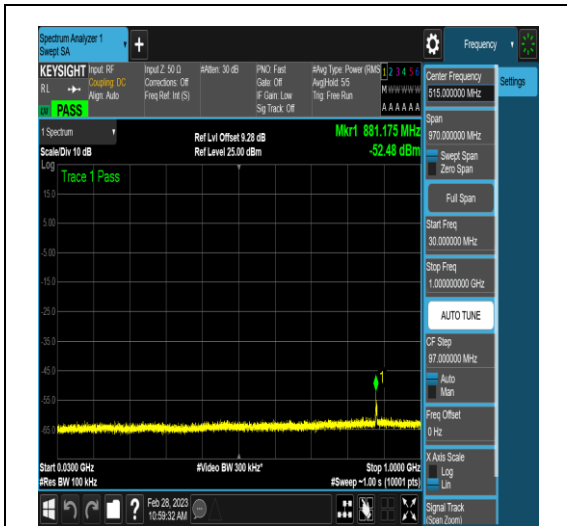 Spectrum Analyzer 1
Swept SA
Frequency
KEYSIGHT
RL
PASS
Input: RF
Coupling: DC
Align: Auto
Input Z: 50 Ω
Corrections: Off
Freq Ref: Int (S)
#Atten: 30 dB
PNO: Fast
Gate: Off
IF Gain: Low
Sig Track: Off
#Avg Type: Power (RMS
Avg|Hold: 5/5
Trig: Free Run
1 2 3 4 5 6
M W W W W W
A A A A A A
1 Spectrum
Scale/Div 10 dB
Ref Lvl Offset 9.28 dB
Ref Level 25.00 dBm
Mkr1 881.175 MHz
-52.48 dBm
Log
Trace 1 Pass
15.0
5.00
-5.00
-15.0
-25.0
-35.0
-45.0
-55.0
-65.0
1
Start 0.0300 GHz
#Res BW 100 kHz
#Video BW 300 kHz*
Stop 1.0000 GHz
#Sweep ~1.00 s (10001 pts)
Feb 28, 2023
10:59:32 AM
Center Frequency
515.000000 MHz
Settings
Span
970.000000 MHz
Swept Span
Zero Span
Full Span
Start Freq
30.000000 MHz
Stop Freq
1.000000000 GHz
AUTO TUNE
CF Step
97.000000 MHz
Auto
Man
Freq Offset
0 Hz
X Axis Scale
Log
Lin
Signal Track
(Span Zoom)